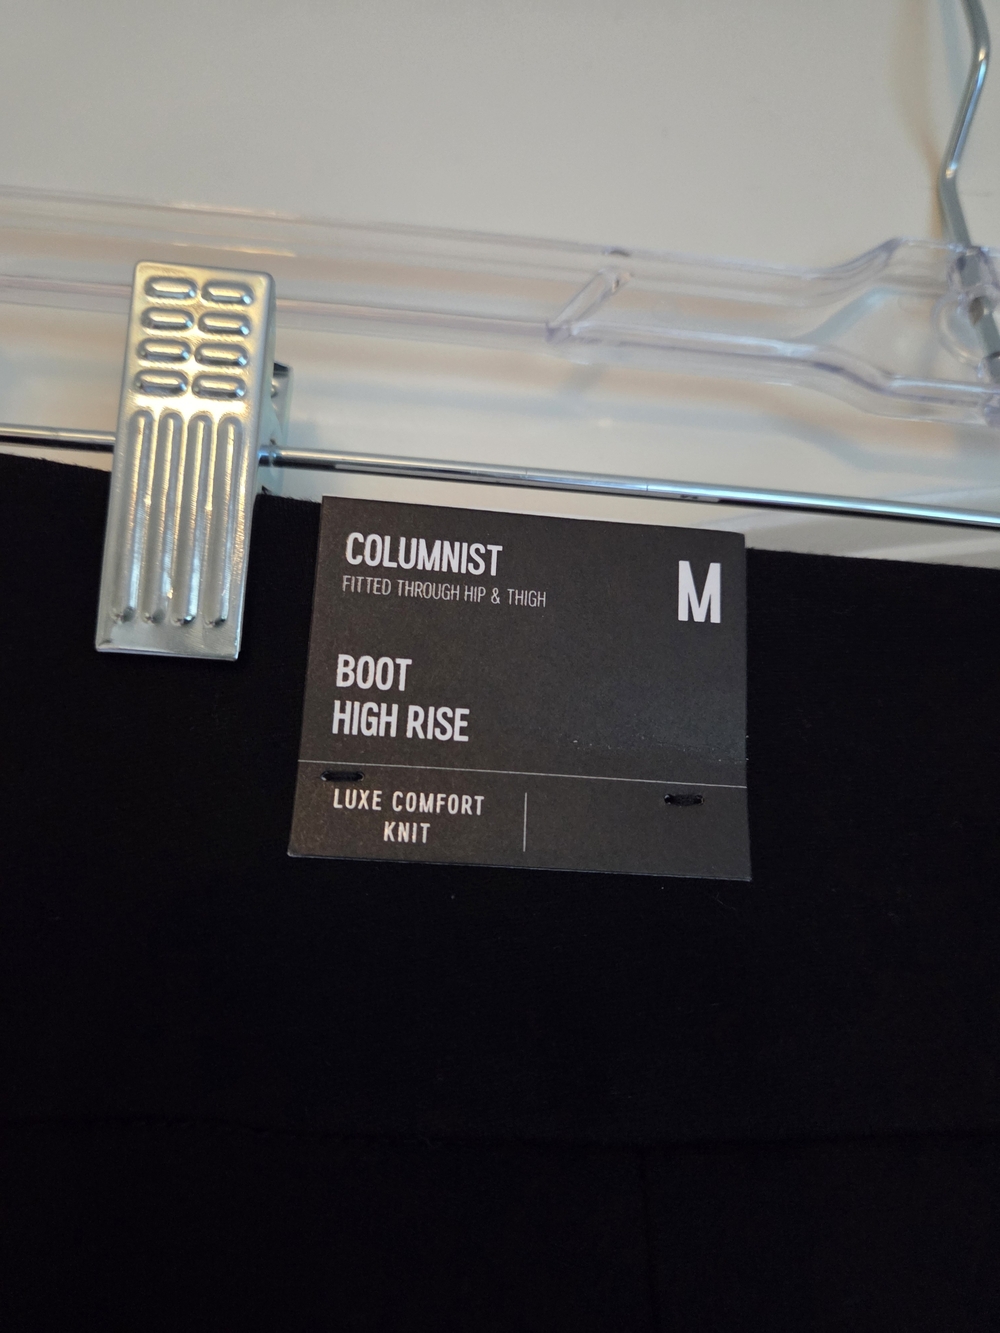 COLUMNIST
FITTED THROUGH HIP & THIGH
M
BOOT
HIGH RISE
LUXE COMFORT
KNIT